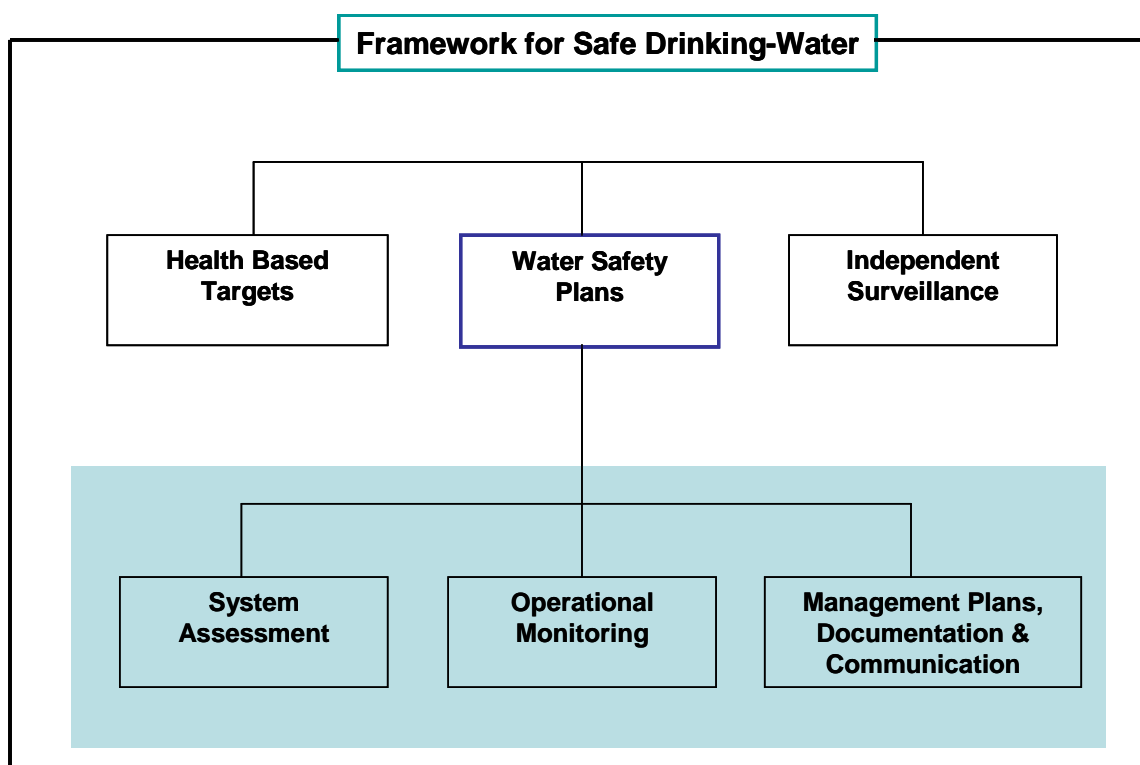 Framework for Safe Drinking-Water
Health Based
Targets
Water Safety
Plans
Independent
Surveillance
System
Assessment
Operational
Monitoring
Management Plans,
Documentation &
Communication